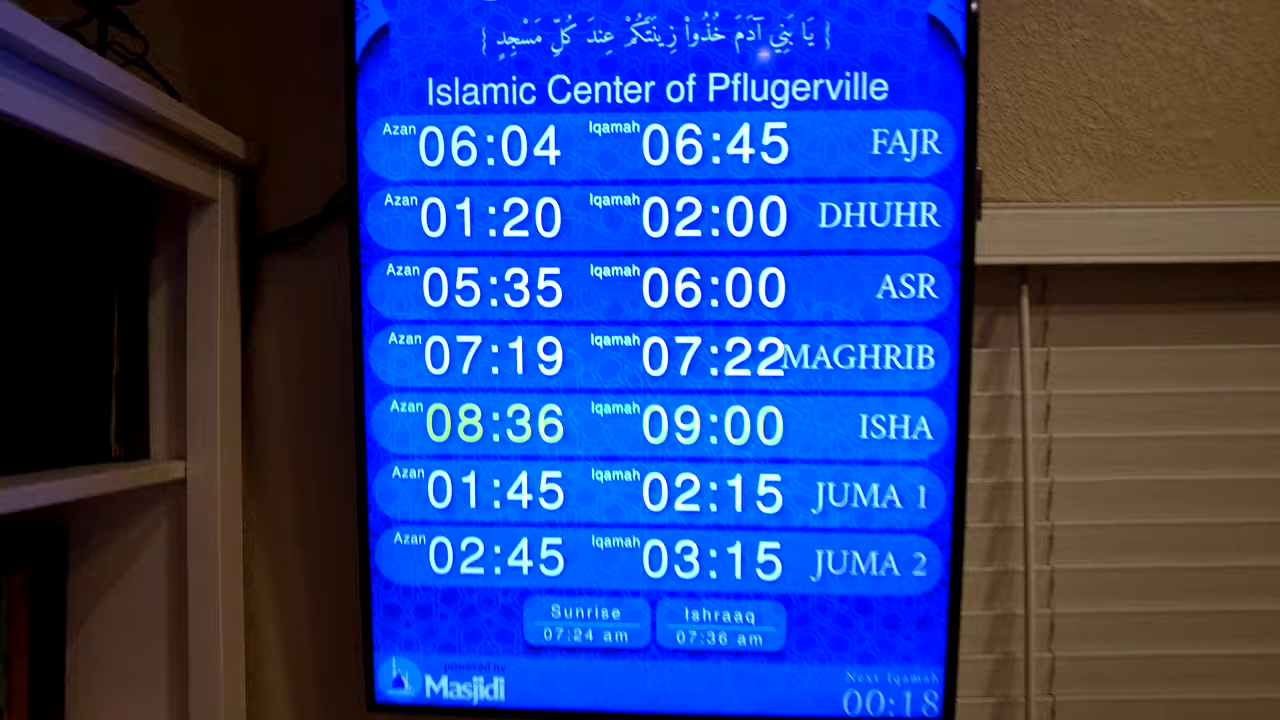 { يَا بَنِي آدَمَ خُذُوا زِينَتَكُمْ عِندَ كُلِّ مَسْجِدٍ }
Islamic Center of Pflugerville
Azan 06:04 Iqamah 06:45 FAJR
Azan 01:20 Iqamah 02:00 DHUHR
Azan 05:35 Iqamah 06:00 ASR
Azan 07:19 Iqamah 07:22 MAGHRIB
Azan 08:36 Iqamah 09:00 ISHA
Azan 01:45 Iqamah 02:15 JUMA 1
Azan 02:45 Iqamah 03:15 JUMA 2
Sunrise Ishraaq
07:24 am 07:36 am
powered by
Masjidi
Next Iqamah
00:18